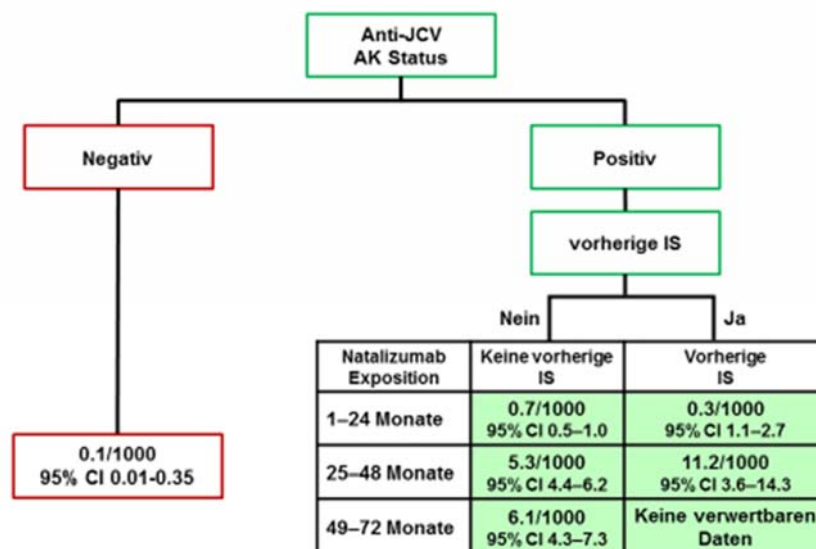 Anti-JCV
AK Status
Negativ
Positiv
vorherige IS
Nein
Ja
Natalizumab
Exposition
Keine vorherige
IS
Vorherige
IS
1–24 Monate
0.7/1000
95% CI 0.5–1.0
0.3/1000
95% CI 1.1–2.7
0.1/1000
95% CI 0.01-0.35
25–48 Monate
5.3/1000
95% CI 4.4–6.2
11.2/1000
95% CI 3.6–14.3
49–72 Monate
6.1/1000
95% CI 4.3–7.3
Keine verwertbaren
Daten